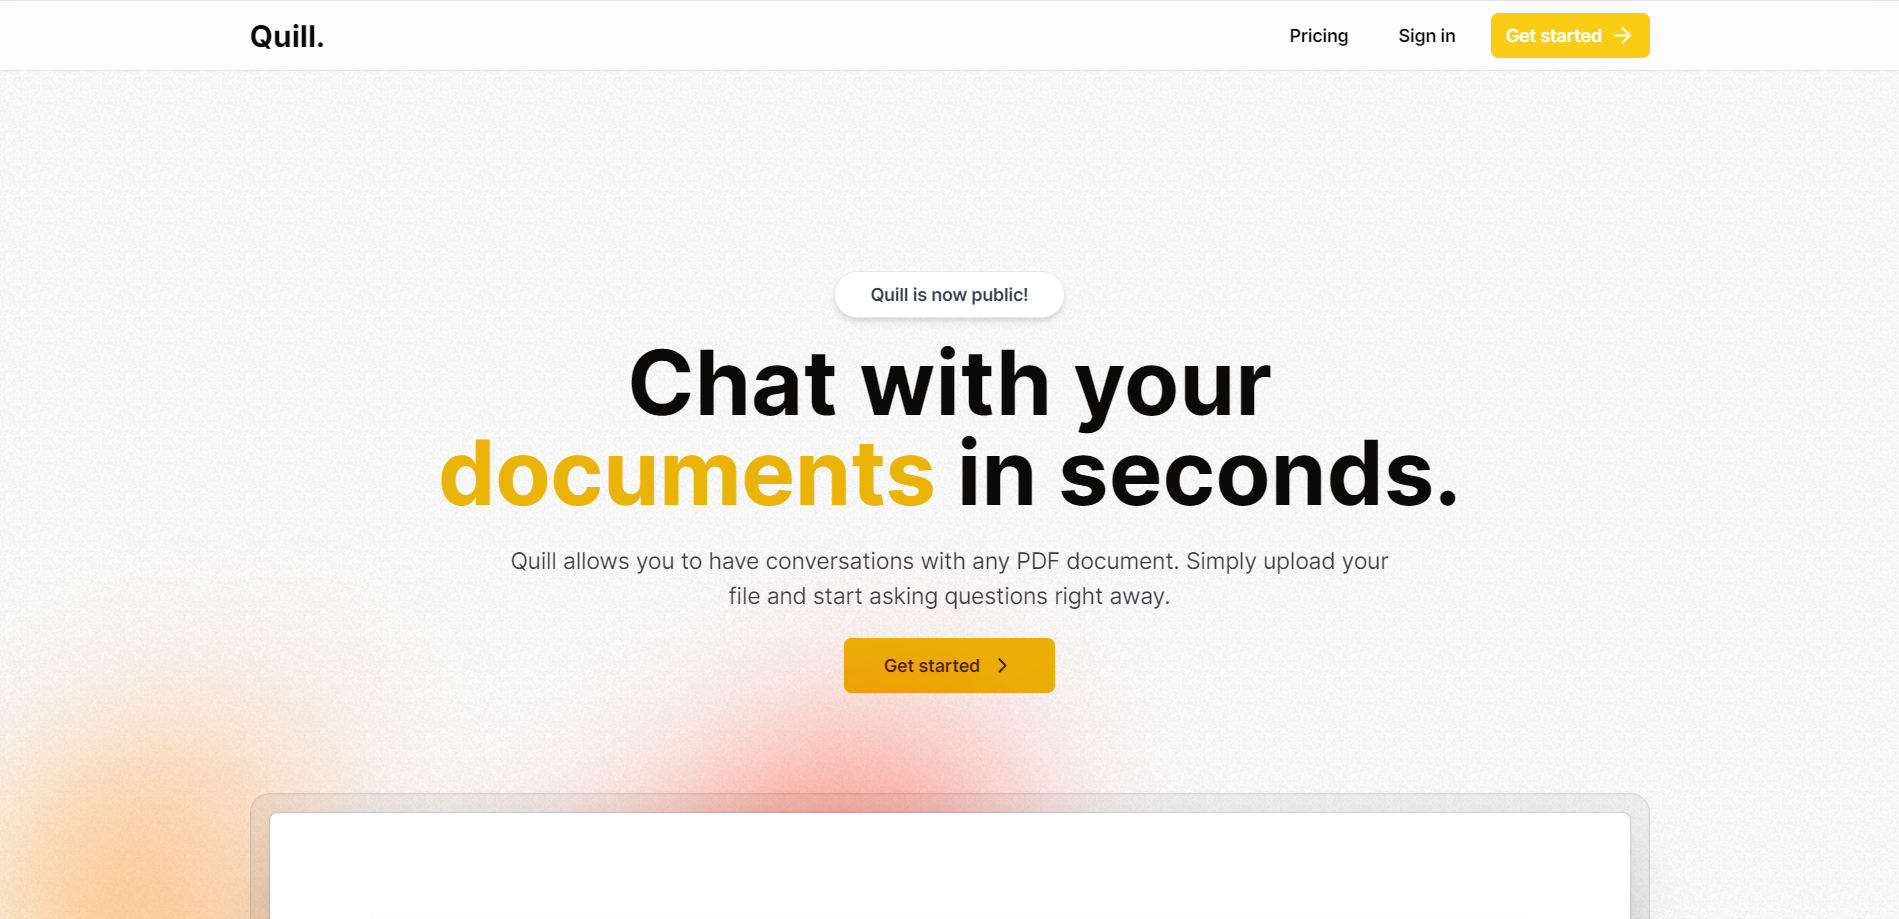 Quill.
Pricing
Sign in
Get started
Quill is now public!
Chat with your
documents in seconds.
Quill allows you to have conversations with any PDF document. Simply upload your
file and start asking questions right away.
Get started